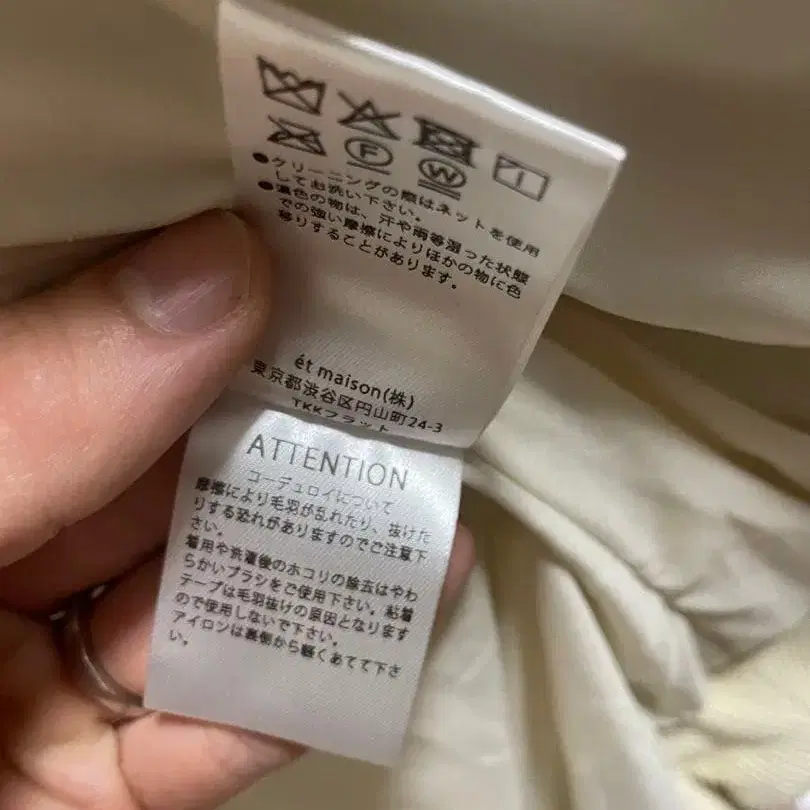 F W
●クリーニングの際はネットを使用
してお洗い下さい。
●濃色の物は、汗や雨等湿った状態
での強い摩擦によりほかの物に色
移りすることがあります。
ét maison(株)
東京都渋谷区円山町24-3
TKKフラット
ATTENTION
コーデュロイについて
摩擦により毛羽が乱れたり、抜けた
りする恐れがありますのでご注意下
さい。
着用や洗濯後のホコリの除去はやわ
らかいブラシをご使用下さい。粘着
テープは毛羽抜けの原因となります
ので使用しないで下さい。
アイロンは裏側から軽くあてて下さ
い。